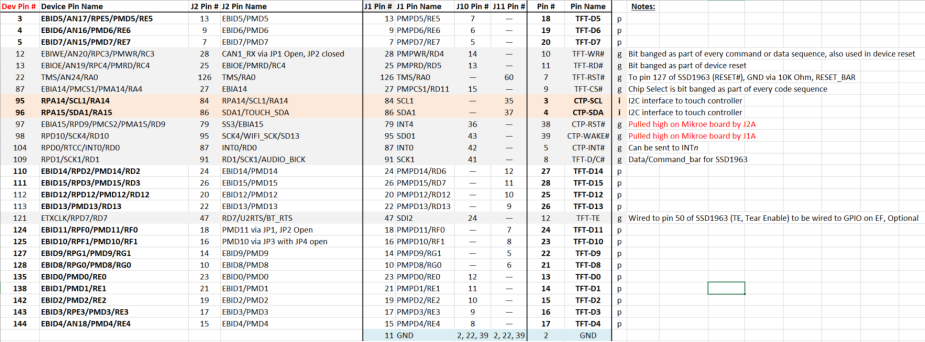 Dev Pin # Device Pin Name J2 Pin # J2 Pin Name J1 Pin # J1 Pin Name J10 Pin # J11 Pin # Pin # Pin Name Notes:
3 EBID5/AN17/RPE5/PMD5/RE5 13 EBID5/PMD5 13 PMPD5/RE5 7 — 18 TFT-D5 p
4 EBID6/AN16/PMD6/RE6 9 EBID6/PMD6 9 PMPD6/RE6 6 — 19 TFT-D6 p
5 EBID7/AN15/PMD7/RE7 7 EBID7/PMD7 7 PMPD7/RE7 5 — 20 TFT-D7 p
12 EBIWE/AN20/RPC3/PMWR/RC3 28 CAN1_RX via JP1 Open, JP2 closed 28 PMPWR/RD4 14 — 10 TFT-WR# g Bit banged as part of every command or data sequence, also used in device reset
13 EBIOE/AN19/RPC4/PMRD/RC4 25 EBIOE/PMRD/RC4 25 PMPRD/RD5 13 — 11 TFT-RD# g Bit banged as part of device reset
22 TMS/AN24/RA0 126 TMS/RA0 126 TMS/RA0 — 60 7 TFT-RST# g To pin 127 of SSD1963 (RESET#), GND via 10K Ohm, RESET_BAR
87 EBIA14/PMCS1/PMA14/RA4 27 EBIA14 27 PMPCS1/RD11 15 — 9 TFT-CS# g Chip Select is bit banged as part of every code sequence
95 RPA14/SCL1/RA14 84 RPA14/SCL1/RA14 84 SCL1 — 35 3 CTP-SCL i I2C interface to touch controller
96 RPA15/SDA1/RA15 86 SDA1/TOUCH_SDA 86 SDA1 — 37 4 CTP-SDA i I2C interface to touch controller
97 EBIA15/RPD9/PMCS2/PMA15/RD9 79 SS3/EBIA15 79 INT4 36 — 38 CTP-RST# g Pulled high on Mikroe board by J2A
98 RPD10/SCK4/RD10 95 SCK4/WIFI_SCK/SD13 95 SD01 43 — 39 CTP-WAKE# g Pulled high on Mikroe board by J1A
104 RPD0/RTCC/INT0/RD0 87 INT0/RD0 87 INT0 42 — 5 CTP-INT# g Can be sent to INTn
109 RPD1/SCK1/RD1 91 RD1/SCK1/AUDIO_BICK 91 SCK1 41 — 8 TFT-D/C# g Data/Command_bar for SSD1963
110 EBID14/RPD2/PMD14/RD2 24 EBID14/PMD14 24 PMPD14/RD6 — 12 27 TFT-D14 p
111 EBID15/RPD3/PMD15/RD3 26 EBID15/PMD15 26 PMPD15/RD7 — 11 28 TFT-D15 p
112 EBID12/RPD12/PMD12/RD12 20 EBID12/PMD12 20 PMPD12/RD12 — 10 25 TFT-D12 p
113 EBID13/PMD13/RD13 22 EBID13/PMD13 22 PMPD13/RD13 — 9 26 TFT-D13 p
121 ETXCLK/RPD7/RD7 47 RD7/U2RTS/BT_RTS 47 SDI2 24 — 12 TFT-TE g Wired to pin 50 of SSD1963 (TE, Tear Enable) to be wired to GPIO on EF, Optional
124 EBID11/RPF0/PMD11/RF0 18 PMD11 via JP1, JP2 Open 18 PMPD11/RF0 — 7 24 TFT-D11 p
125 EBID10/RPF1/PMD10/RF1 16 PMD10 via JP3 with JP4 open 16 PMPD10/RF1 — 8 23 TFT-D10 p
127 EBID9/RPG1/PMD9/RG1 14 EBID9/PMD9 14 PMPD9/RG1 — 5 22 TFT-D9 p
128 EBID8/RPG0/PMD8/RG0 10 EBID8/PMD8 10 PMPD8/RG0 — 6 21 TFT-D8 p
135 EBID0/PMD0/RE0 23 EBID0/PMD0 23 PMPD0/RE0 12 — 13 TFT-D0 p
138 EBID1/PMD1/RE1 21 EBID1/PMD1 21 PMPD1/RE1 11 — 14 TFT-D1 p
142 EBID2/PMD2/RE2 19 EBID2/PMD2 19 PMPD2/RE2 10 — 15 TFT-D2 p
143 EBID3/RPE3/PMD3/RE3 17 EBID3/PMD3 17 PMPD3/RE3 9 — 16 TFT-D3 p
144 EBID4/AN18/PMD4/RE4 15 EBID4/PMD4 15 PMPD4/RE4 8 — 17 TFT-D4 p
11 GND 2, 22, 39 2, 22, 39 2 GND